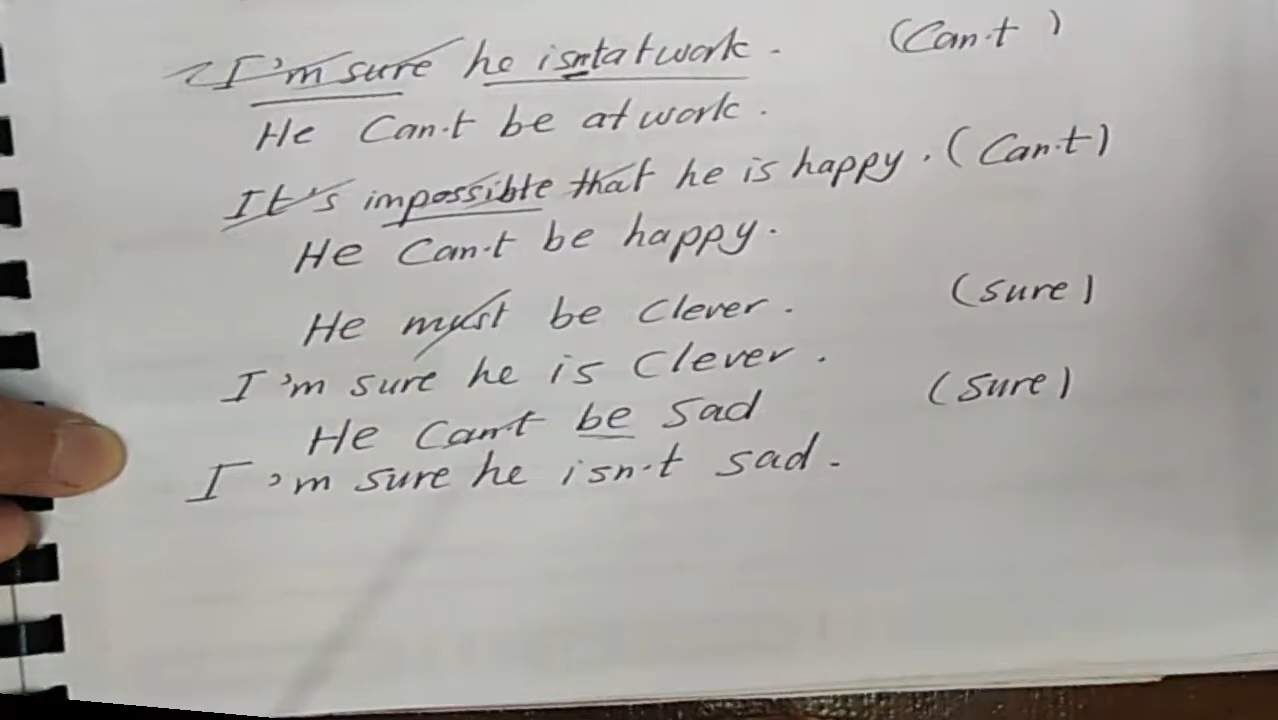 I'm sure he isn't at work. (Can't)
He Can't be at work.
It's impossible that he is happy. (Can't)
He Can't be happy.
He must be Clever. (Sure)
I'm sure he is Clever.
He Can't be Sad (Sure)
I'm sure he isn't sad.